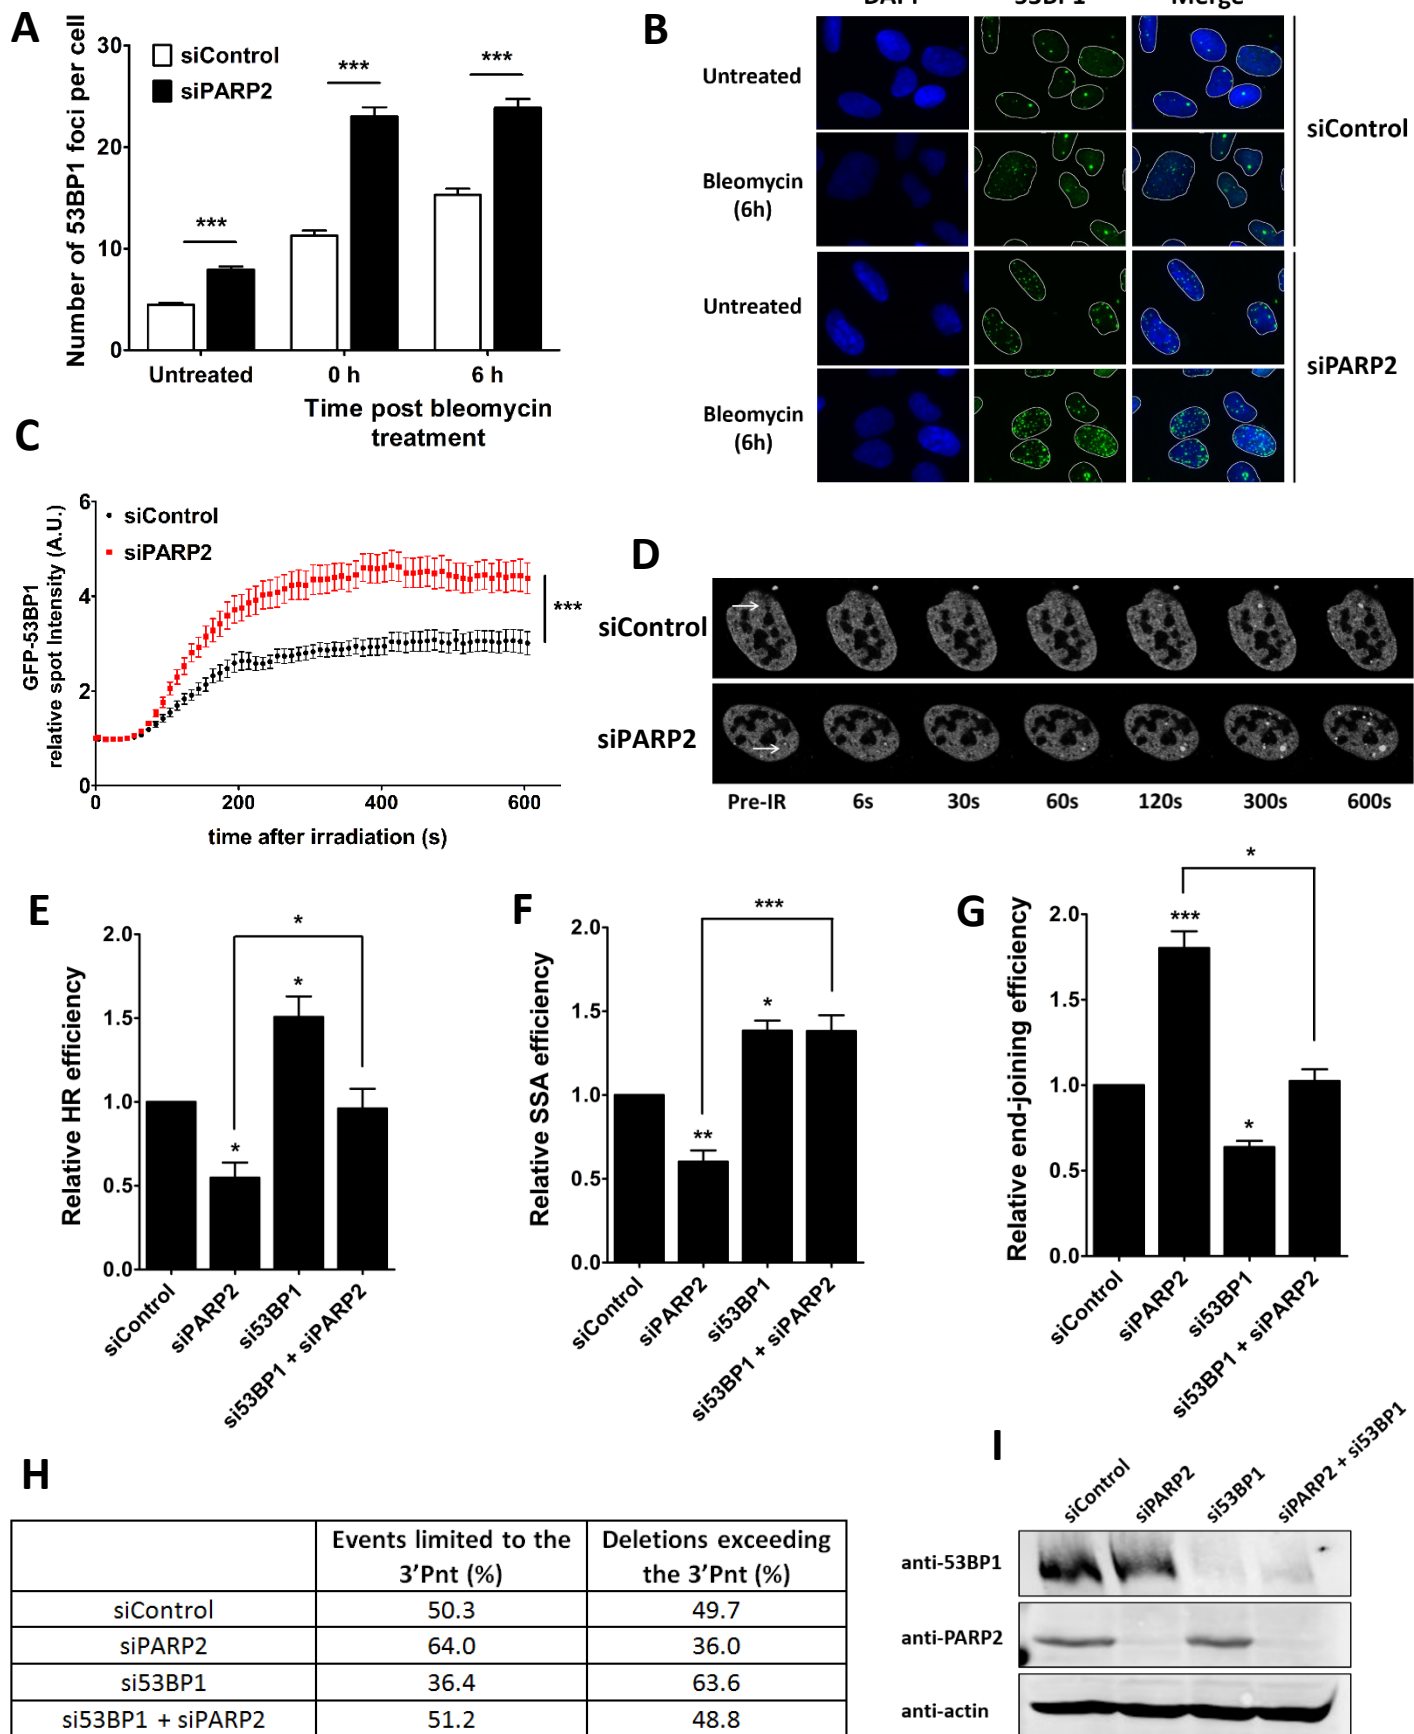 A
Number of 53BP1 foci per cell
30
20
10
0
siControl
siPARP2
***
***
***
Untreated
0 h
6 h
Time post bleomycin
treatment
B
DAPI
53BP1
Merge
Untreated
Bleomycin
(6h)
Untreated
Bleomycin
(6h)
siControl
siPARP2
C
GFP-53BP1
relative spot Intensity (A.U.)
6
4
2
0
siControl
siPARP2
***
0
200
400
600
time after irradiation (s)
D
siControl
siPARP2
Pre-IR
6s
30s
60s
120s
300s
600s
E
Relative HR efficiency
2.0
1.5
1.0
0.5
0.0
*
*
*
siControl
siPARP2
si53BP1
si53BP1 + siPARP2
F
Relative SSA efficiency
2.0
1.5
1.0
0.5
0.0
***
**
*
siControl
siPARP2
si53BP1
si53BP1 + siPARP2
G
Relative end-joining efficiency
2.0
1.5
1.0
0.5
0.0
*
***
*
siControl
siPARP2
si53BP1
si53BP1 + siPARP2
H
Events limited to the
3’Pnt (%)
Deletions exceeding
the 3’Pnt (%)
siControl 50.3 49.7
siPARP2 64.0 36.0
si53BP1 36.4 63.6
si53BP1 + siPARP2 51.2 48.8
I
siControl
siPARP2
si53BP1
siPARP2 + si53BP1
anti-53BP1
anti-PARP2
anti-actin